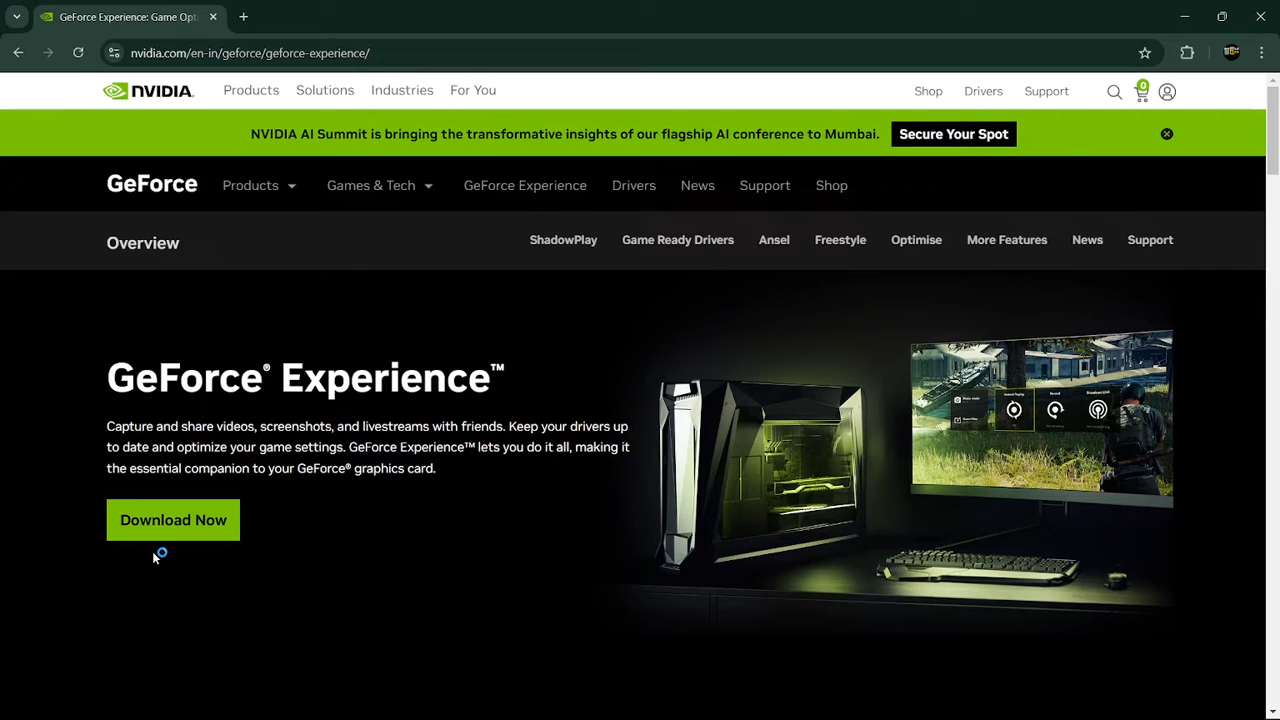 GeForce Experience: Game Opti
nvidia.com/en-in/geforce/geforce-experience/
NVIDIA. Products Solutions Industries For You Shop Drivers Support 0
NVIDIA AI Summit is bringing the transformative insights of our flagship AI conference to Mumbai. Secure Your Spot
GeForce Products Games & Tech GeForce Experience Drivers News Support Shop
Overview ShadowPlay Game Ready Drivers Ansel Freestyle Optimise More Features News Support
GeForce® Experience™
Capture and share videos, screenshots, and livestreams with friends. Keep your drivers up
to date and optimize your game settings. GeForce Experience™ lets you do it all, making it
the essential companion to your GeForce® graphics card.
Download Now